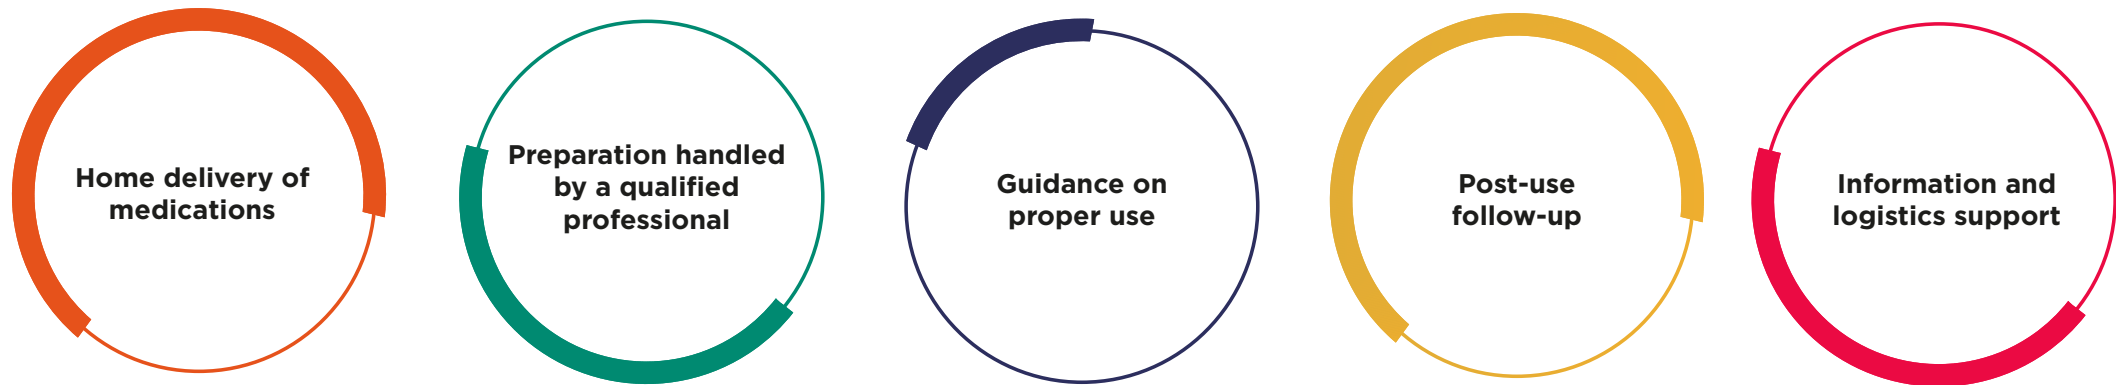 Home delivery of
medications
Preparation handled
by a qualified
professional
Guidance on
proper use
Post-use
follow-up
Information and
logistics support